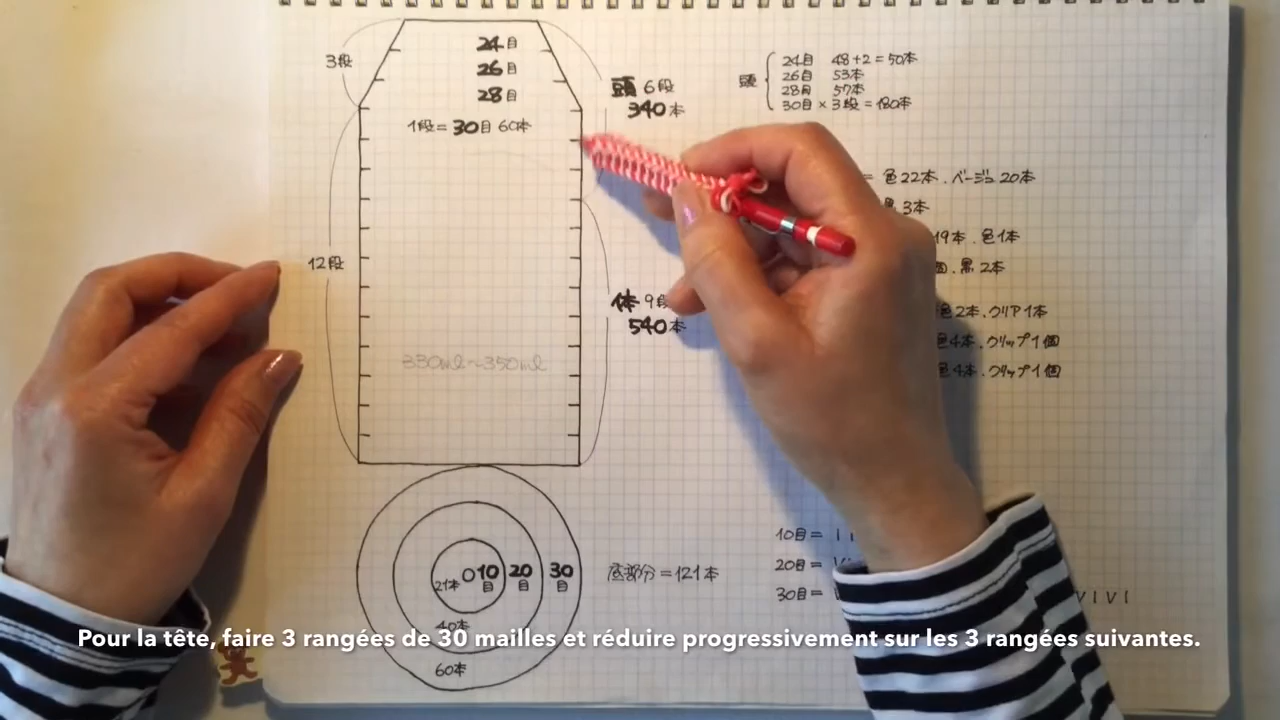 24目
26目
28目
1段=30目 60本
3段
12段
頭 6段
340本
体 9段
540本
330ml~350ml
頭
24目 48+2=50本
26目 53本
28目 57本
30目×3段=180本
= 色22本.ベージュ20本
黒3本
19本.色1本
個.黒2本
色2本.クリア1本
色4本.クリップ1個
色4本.クリップ1個
10目=
20目=
30目=
VIVI
10目
20目
30目
21本
40本
60本
底部分=121本
Pour la tête, faire 3 rangées de 30 mailles et réduire progressivement sur les 3 rangées suivantes.